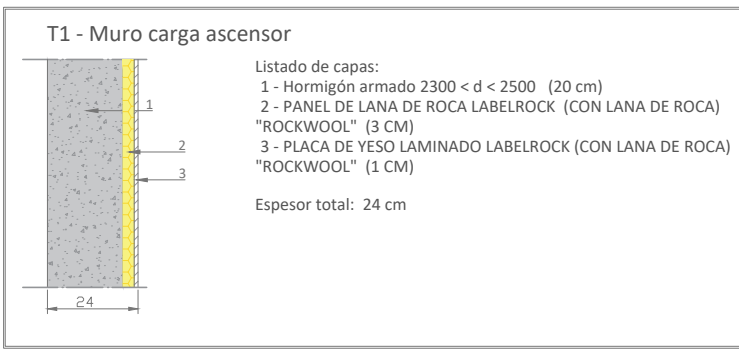 T1 - Muro carga ascensor
Listado de capas:
1 - Hormigón armado 2300 < d < 2500 (20 cm)
2 - PANEL DE LANA DE ROCA LABELROCK (CON LANA DE ROCA)
"ROCKWOOL" (3 CM)
3 - PLACA DE YESO LAMINADO LABELROCK (CON LANA DE ROCA)
"ROCKWOOL" (1 CM)
Espesor total: 24 cm
1
2
3
24